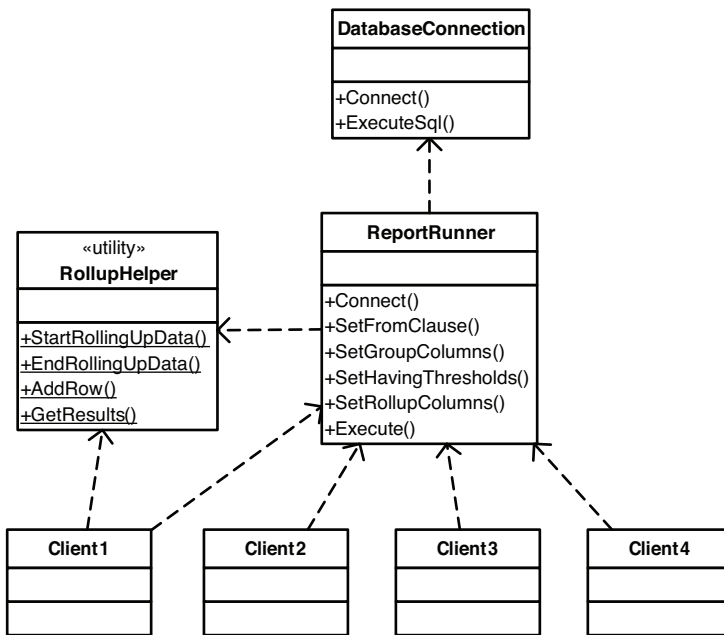 DatabaseConnection
+Connect()
+ExecuteSql()
«utility»
RollupHelper
+StartRollingUpData()
+EndRollingUpData()
+AddRow()
+GetResults()
ReportRunner
+Connect()
+SetFromClause()
+SetGroupColumns()
+SetHavingThresholds()
+SetRollupColumns()
+Execute()
Client1
Client2
Client3
Client4